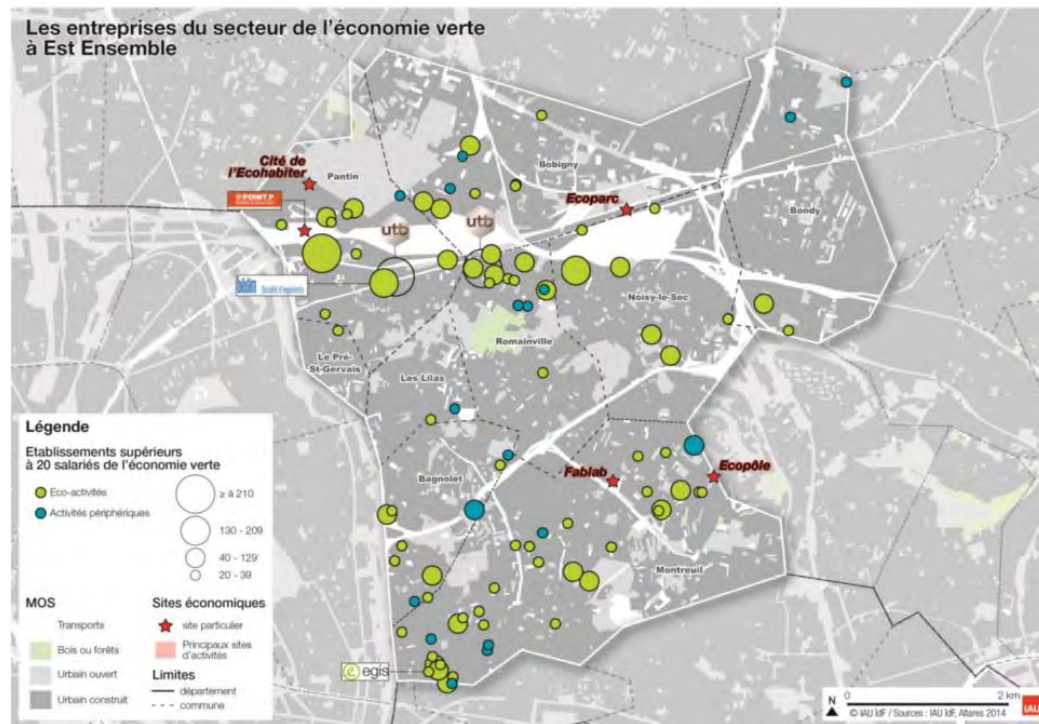 Les entreprises du secteur de l'économie verte
à Est Ensemble
Cité de
l'Ecohabiter
Pantin
POINT.P
Bobigny
Ecoparc
Bondy
utb
utb
Noisy-le-Sec
Romainville
Le Pré-
St-Gervais
Les Lilas
Bagnolet
Fablab
Ecopôle
Montreuil
egis
Légende
Etablissements supérieurs
à 20 salariés de l'économie verte
Eco-activités
Activités périphériques
≥ à 210
130 - 209
40 - 129
20 - 39
MOS
Transports
Bois ou forêts
Urbain ouvert
Urbain construit
Sites économiques
site particulier
Principaux sites
d'activités
Limites
département
commune
0 2 km
N
© IAU îdF / Sources : IAU îdF, Altares 2014
IAU